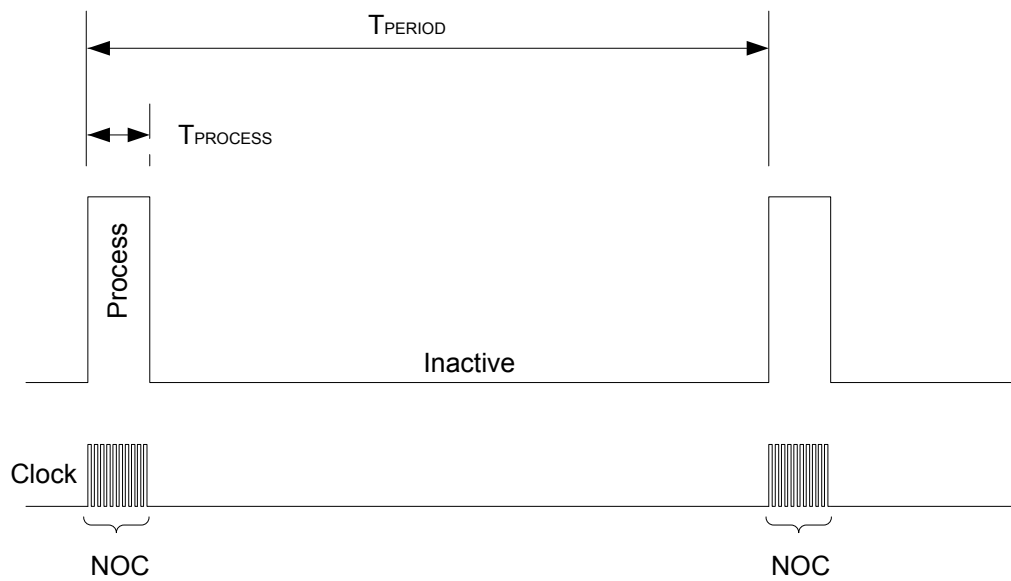 TPERIOD
TPROCESS
Process
Inactive
Clock
NOC
NOC